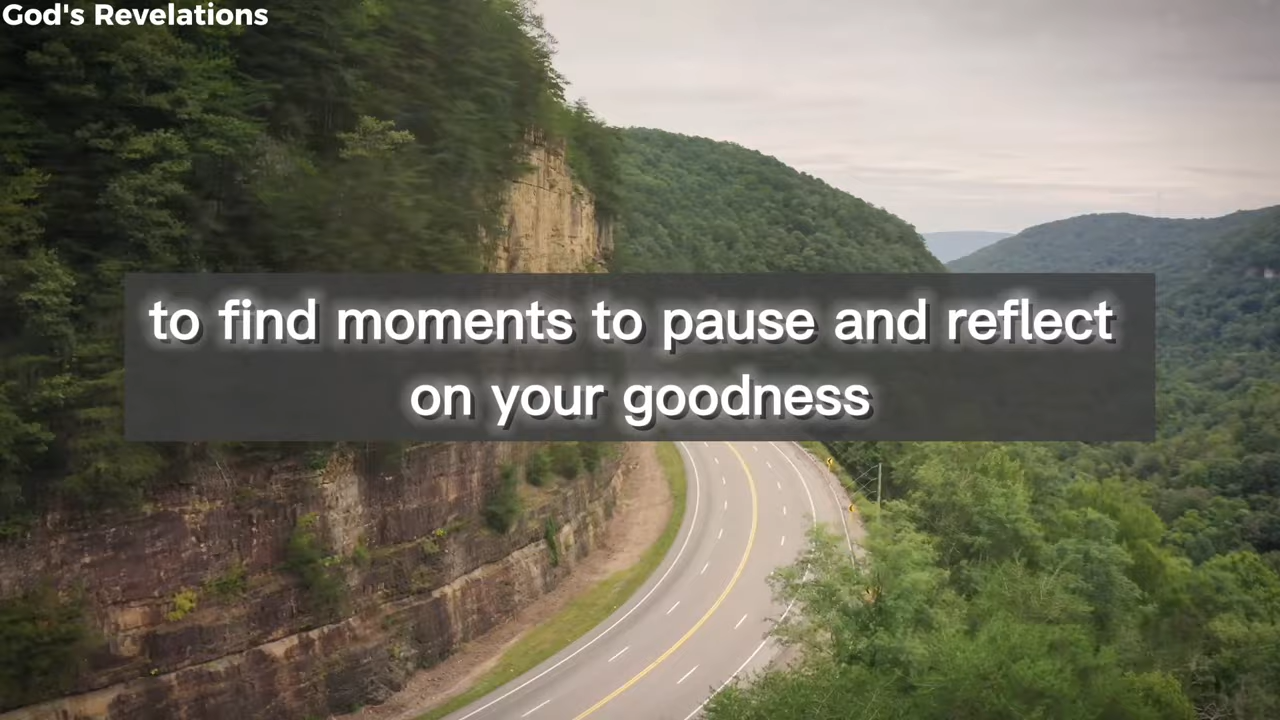 God's Revelations
to find moments to pause and reflect
on your goodness